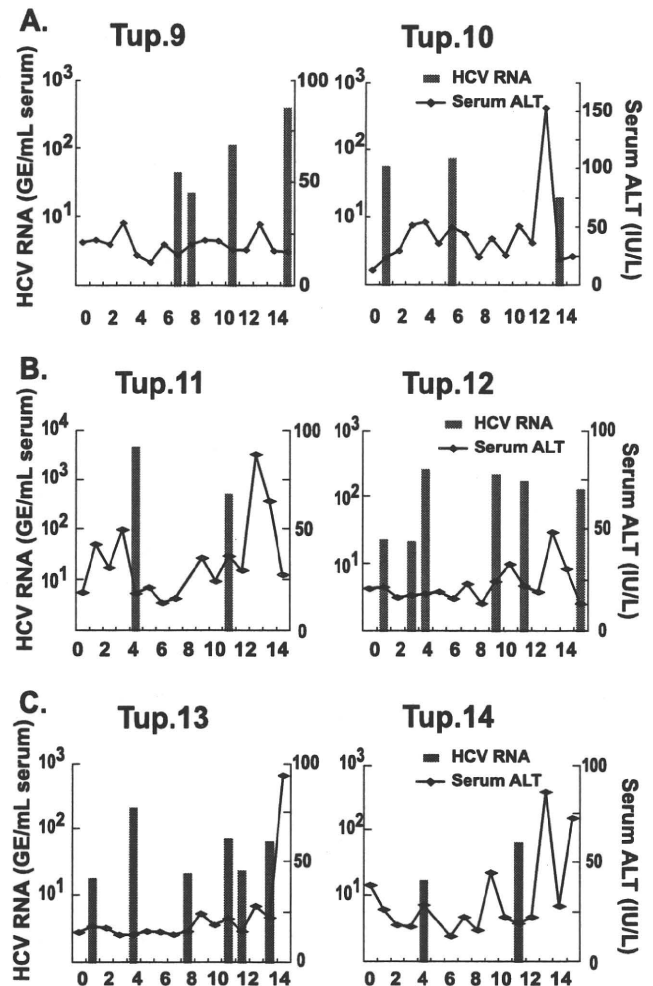 A.
Tup.9
Tup.10
HCV RNA (GE/mL serum)
10³
10²
10¹
100
50
0
0 2 4 6 8 10 12 14
10³
10²
10¹
HCV RNA
Serum ALT
150
100
50
0
Serum ALT (IU/L)
0 2 4 6 8 10 12 14
B.
Tup.11
Tup.12
HCV RNA (GE/mL serum)
10⁴
10³
10²
10¹
100
50
0
0 2 4 6 8 10 12 14
10³
10²
10¹
HCV RNA
Serum ALT
100
50
0
Serum ALT (IU/L)
0 2 4 6 8 10 14
C.
Tup.13
Tup.14
HCV RNA (GE/mL serum)
10³
10²
10¹
100
50
0
0 2 4 6 8 10 12 14
10³
10²
10¹
HCV RNA
Serum ALT
100
50
0
Serum ALT (IU/L)
0 2 4 6 8 10 12 14